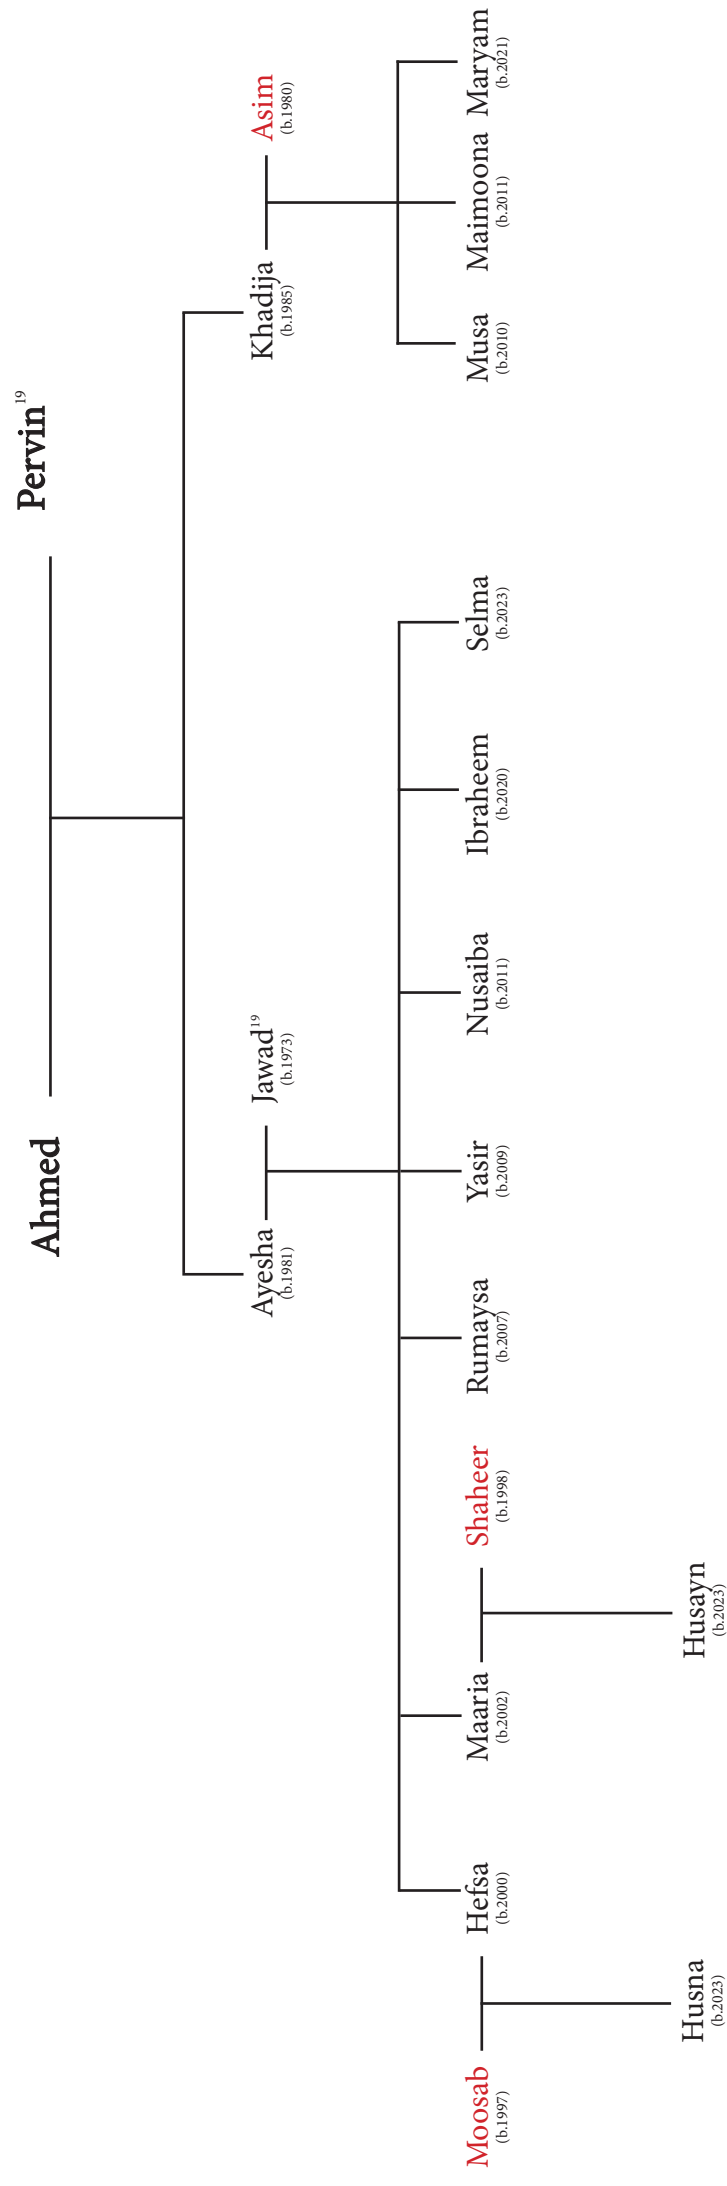 Ahmed
Pervin19
Ayesha
(b.1981)
Jawad19
(b.1973)
Khadija
(b.1985)
Asim
(b.1980)
Moosab
(b.1997)
Hefsa
(b.2000)
Maaria
(b.2002)
Shaheer
(b.1998)
Rumaysa
(b.2007)
Yasir
(b.2009)
Nusaiba
(b.2011)
Ibraheem
(b.2020)
Selma
(b.2023)
Musa
(b.2010)
Maimoona
(b.2011)
Maryam
(b.2021)
Husna
(b.2023)
Husayn
(b.2023)